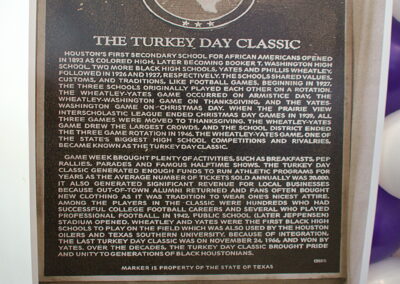 THE TURKEY DAY CLASSIC
HOUSTON'S FIRST SECONDARY SCHOOL FOR AFRICAN AMERICANS OPENED
IN 1893 AS COLORED HIGH, LATER BECOMING BOOKER T. WASHINGTON HIGH
SCHOOL. TWO MORE BLACK HIGH SCHOOLS, YATES AND PHILLIS WHEATLEY,
FOLLOWED IN 1926 AND 1927, RESPECTIVELY. THE SCHOOLS SHARED VALUES,
CUSTOMS, AND TRADITIONS, LIKE FOOTBALL GAMES. BEGINNING IN 1927,
THE THREE SCHOOLS ORIGINALLY PLAYED EACH OTHER ON A ROTATION.
THE WHEATLEY-YATES GAME OCCURRED ON ARMISTICE DAY, THE
WHEATLEY-WASHINGTON GAME ON THANKSGIVING, AND THE YATES-
WASHINGTON GAME ON CHRISTMAS DAY. WHEN THE PRAIRIE VIEW
INTERSCHOLASTIC LEAGUE ENDED CHRISTMAS DAY GAMES IN 1939, ALL
THREE GAMES WERE MOVED TO THANKSGIVING. THE WHEATLEY-YATES
GAME DREW THE LARGEST CROWDS, AND THE SCHOOL DISTRICT ENDED
THE THREE GAME ROTATION IN 1946. THE WHEATLEY-YATES GAME, ONE OF
THE STATE'S BIGGEST HIGH SCHOOL COMPETITIONS AND RIVALRIES,
BECAME KNOWN AS THE TURKEY DAY CLASSIC.
GAME WEEK BROUGHT PLENTY OF ACTIVITIES, SUCH AS BREAKFASTS, PEP
RALLIES, PARADES AND FAMOUS HALFTIME SHOWS. THE TURKEY DAY
CLASSIC GENERATED ENOUGH FUNDS TO RUN ATHLETIC PROGRAMS FOR
YEARS AS THE AVERAGE NUMBER OF TICKETS SOLD ANNUALLY WAS 30,000.
IT ALSO GENERATED SIGNIFICANT REVENUE FOR LOCAL BUSINESSES
BECAUSE OUT-OF-TOWN ALUMNI RETURNED AND FANS OFTEN BOUGHT
NEW CLOTHING AS IT WAS TRADITION TO WEAR ONE'S NICEST ATTIRE.
AMONG THE PLAYERS IN THE CLASSIC WERE HUNDREDS WHO HAD
SUCCESSFUL COLLEGE FOOTBALL CAREERS AND SEVERAL WHO PLAYED
PROFESSIONAL FOOTBALL. IN 1942, PUBLIC SCHOOL (LATER JEPPESEN)
STADIUM OPENED. WHEATLEY AND YATES WERE THE FIRST BLACK HIGH
SCHOOLS TO PLAY ON THE FIELD WHICH WAS ALSO USED BY THE HOUSTON
OILERS AND TEXAS SOUTHERN UNIVERSITY. BECAUSE OF INTEGRATION,
THE LAST TURKEY DAY CLASSIC WAS ON NOVEMBER 24, 1966, AND WON BY
YATES. OVER THE DECADES, THE TURKEY DAY CLASSIC BROUGHT PRIDE
AND UNITY TO GENERATIONS OF BLACK HOUSTONIANS.
MARKER IS PROPERTY OF THE STATE OF TEXAS